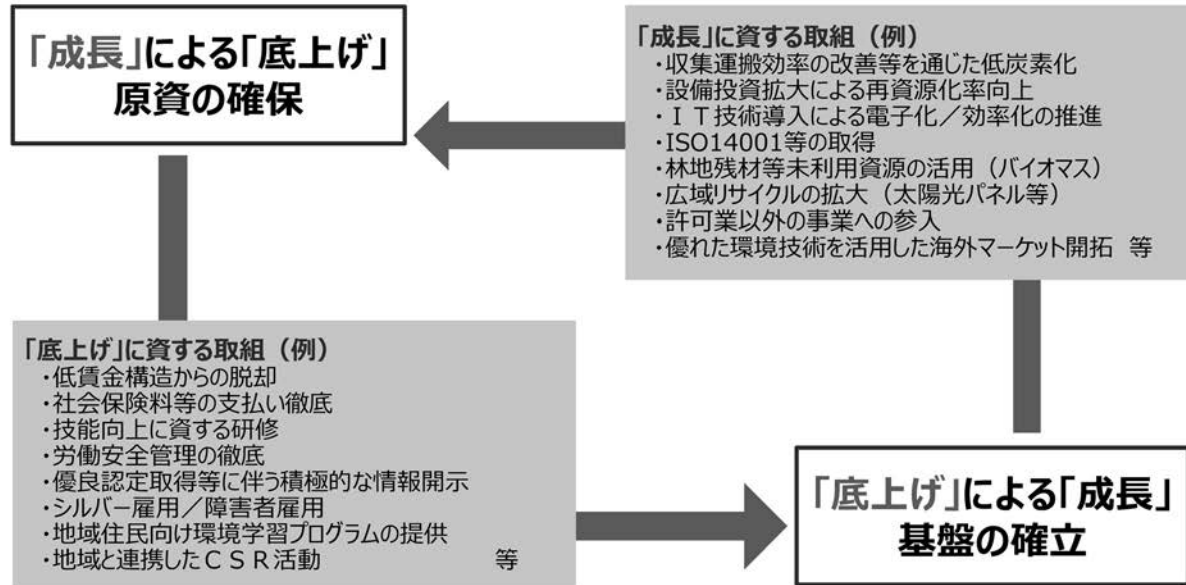 「成長」による「底上げ」
原資の確保
「成長」に資する取組（例）
・収集運搬効率の改善等を通じた低炭素化
・設備投資拡大による再資源化率向上
・ＩＴ技術導入による電子化／効率化の推進
・ISO14001等の取得
・林地残材等未利用資源の活用（バイオマス）
・広域リサイクルの拡大（太陽光パネル等）
・許可業以外の事業への参入
・優れた環境技術を活用した海外マーケット開拓　等
「底上げ」に資する取組（例）
・低賃金構造からの脱却
・社会保険料等の支払い徹底
・技能向上に資する研修
・労働安全管理の徹底
・優良認定取得等に伴う積極的な情報開示
・シルバー雇用／障害者雇用
・地域住民向け環境学習プログラムの提供
・地域と連携したＣＳＲ活動　等
「底上げ」による「成長」
基盤の確立